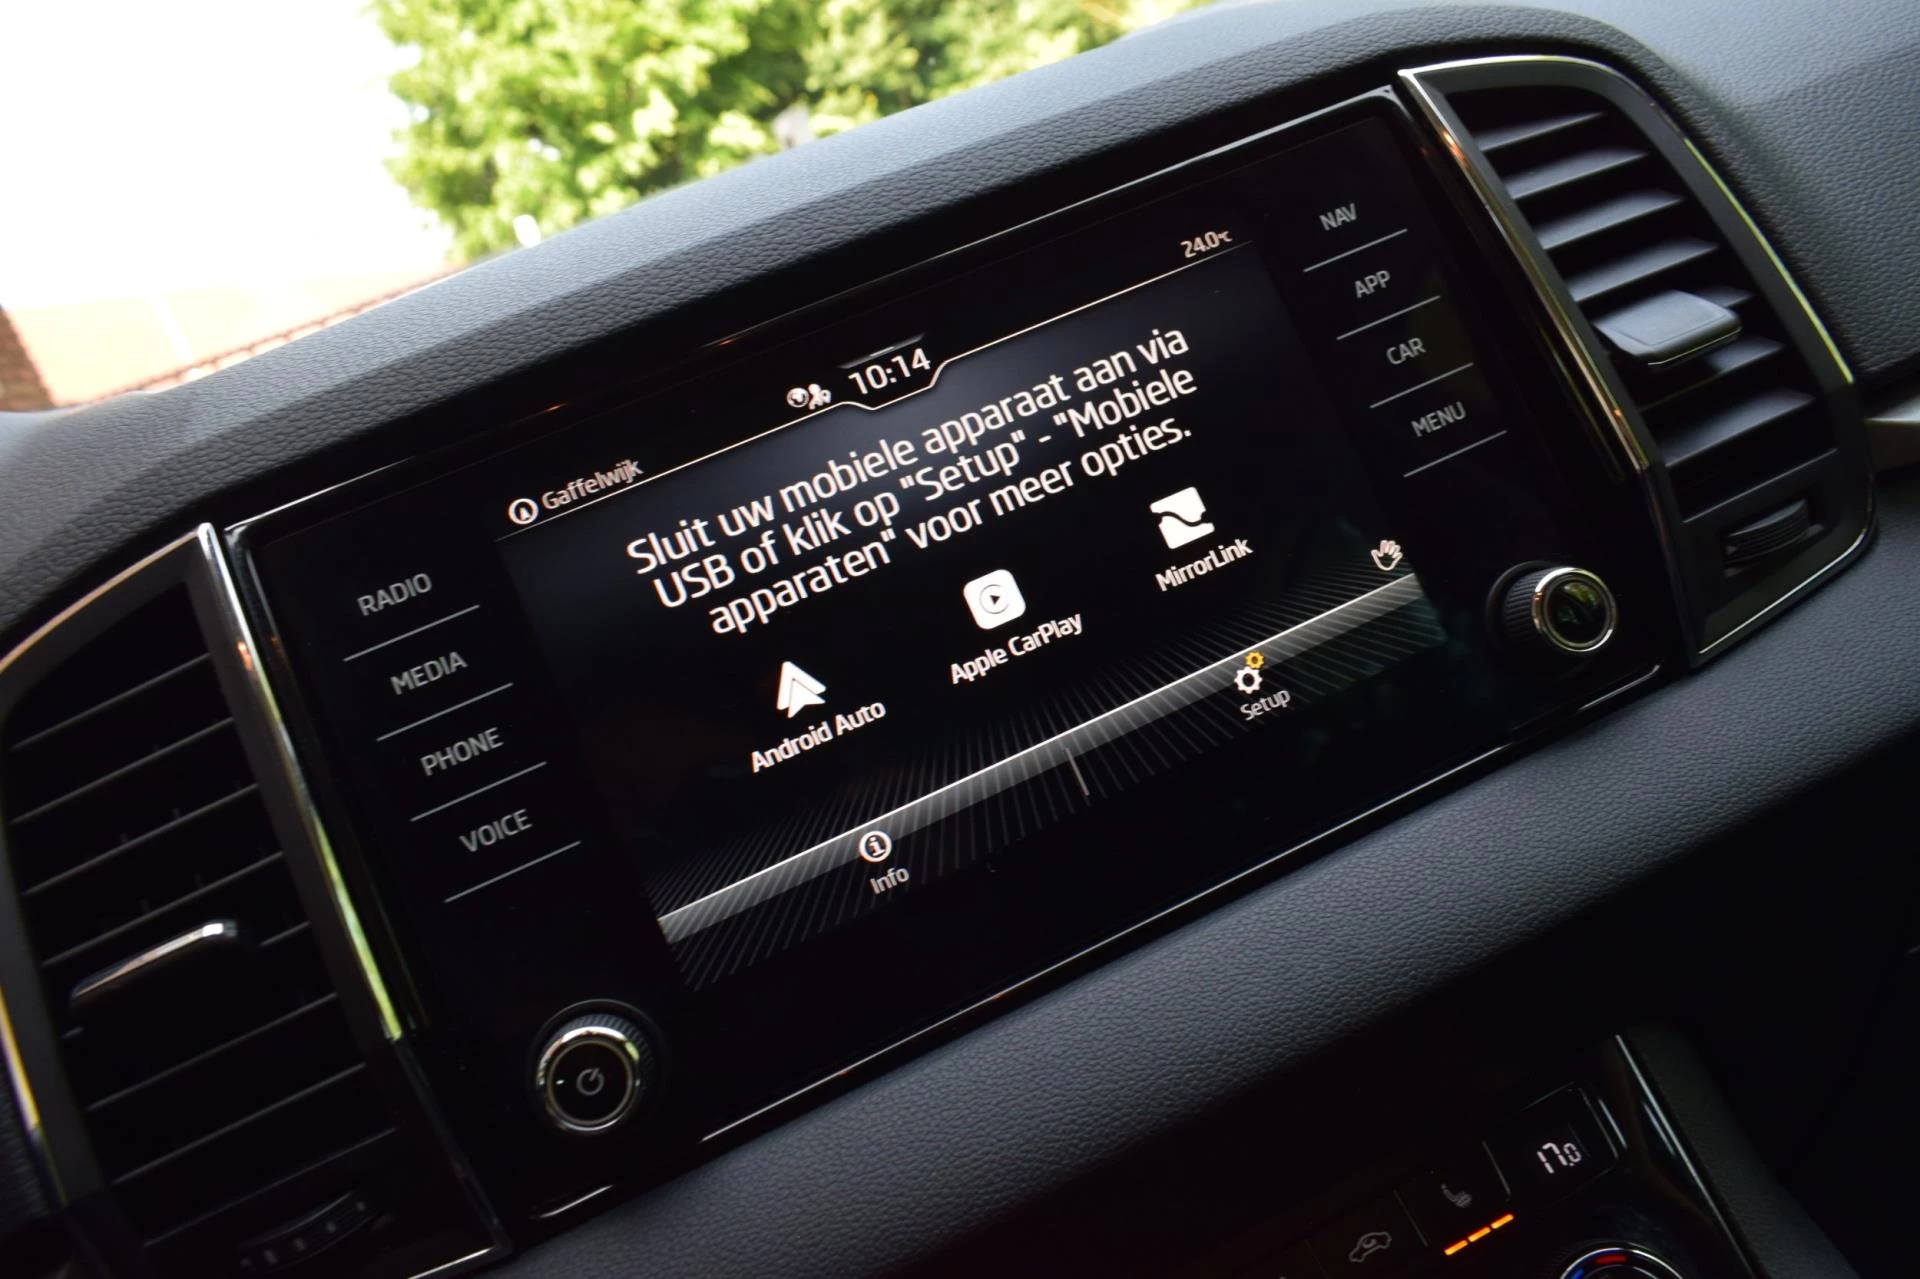 24.0°C
10:14
Gaffelwijk
Sluit uw mobiele apparaat aan via
USB of klik op "Setup" - "Mobiele
apparaten" voor meer opties.
Android Auto
Apple CarPlay
MirrorLink
Info
Setup
RADIO
MEDIA
PHONE
VOICE
NAV
APP
CAR
MENU
17.0